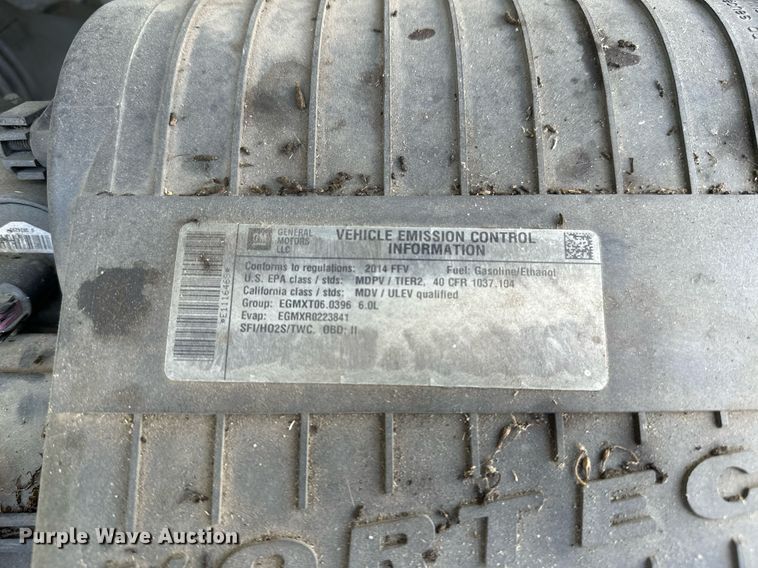 GM
GENERAL
MOTORS
LLC
VEHICLE EMISSION CONTROL
INFORMATION
Conforms to regulations: 2014 FFV Fuel: Gasoline/Ethanol
U.S. EPA class / stds: MDPV / TIER2, 40 CFR 1037.104
California class / stds: MDV / ULEV qualified
Group: EGMXT06.0396 6.0L
Evap: EGMXR0223841
SFI/HO2S/TWC, OBD: II
ORTEC
Purple Wave Auction